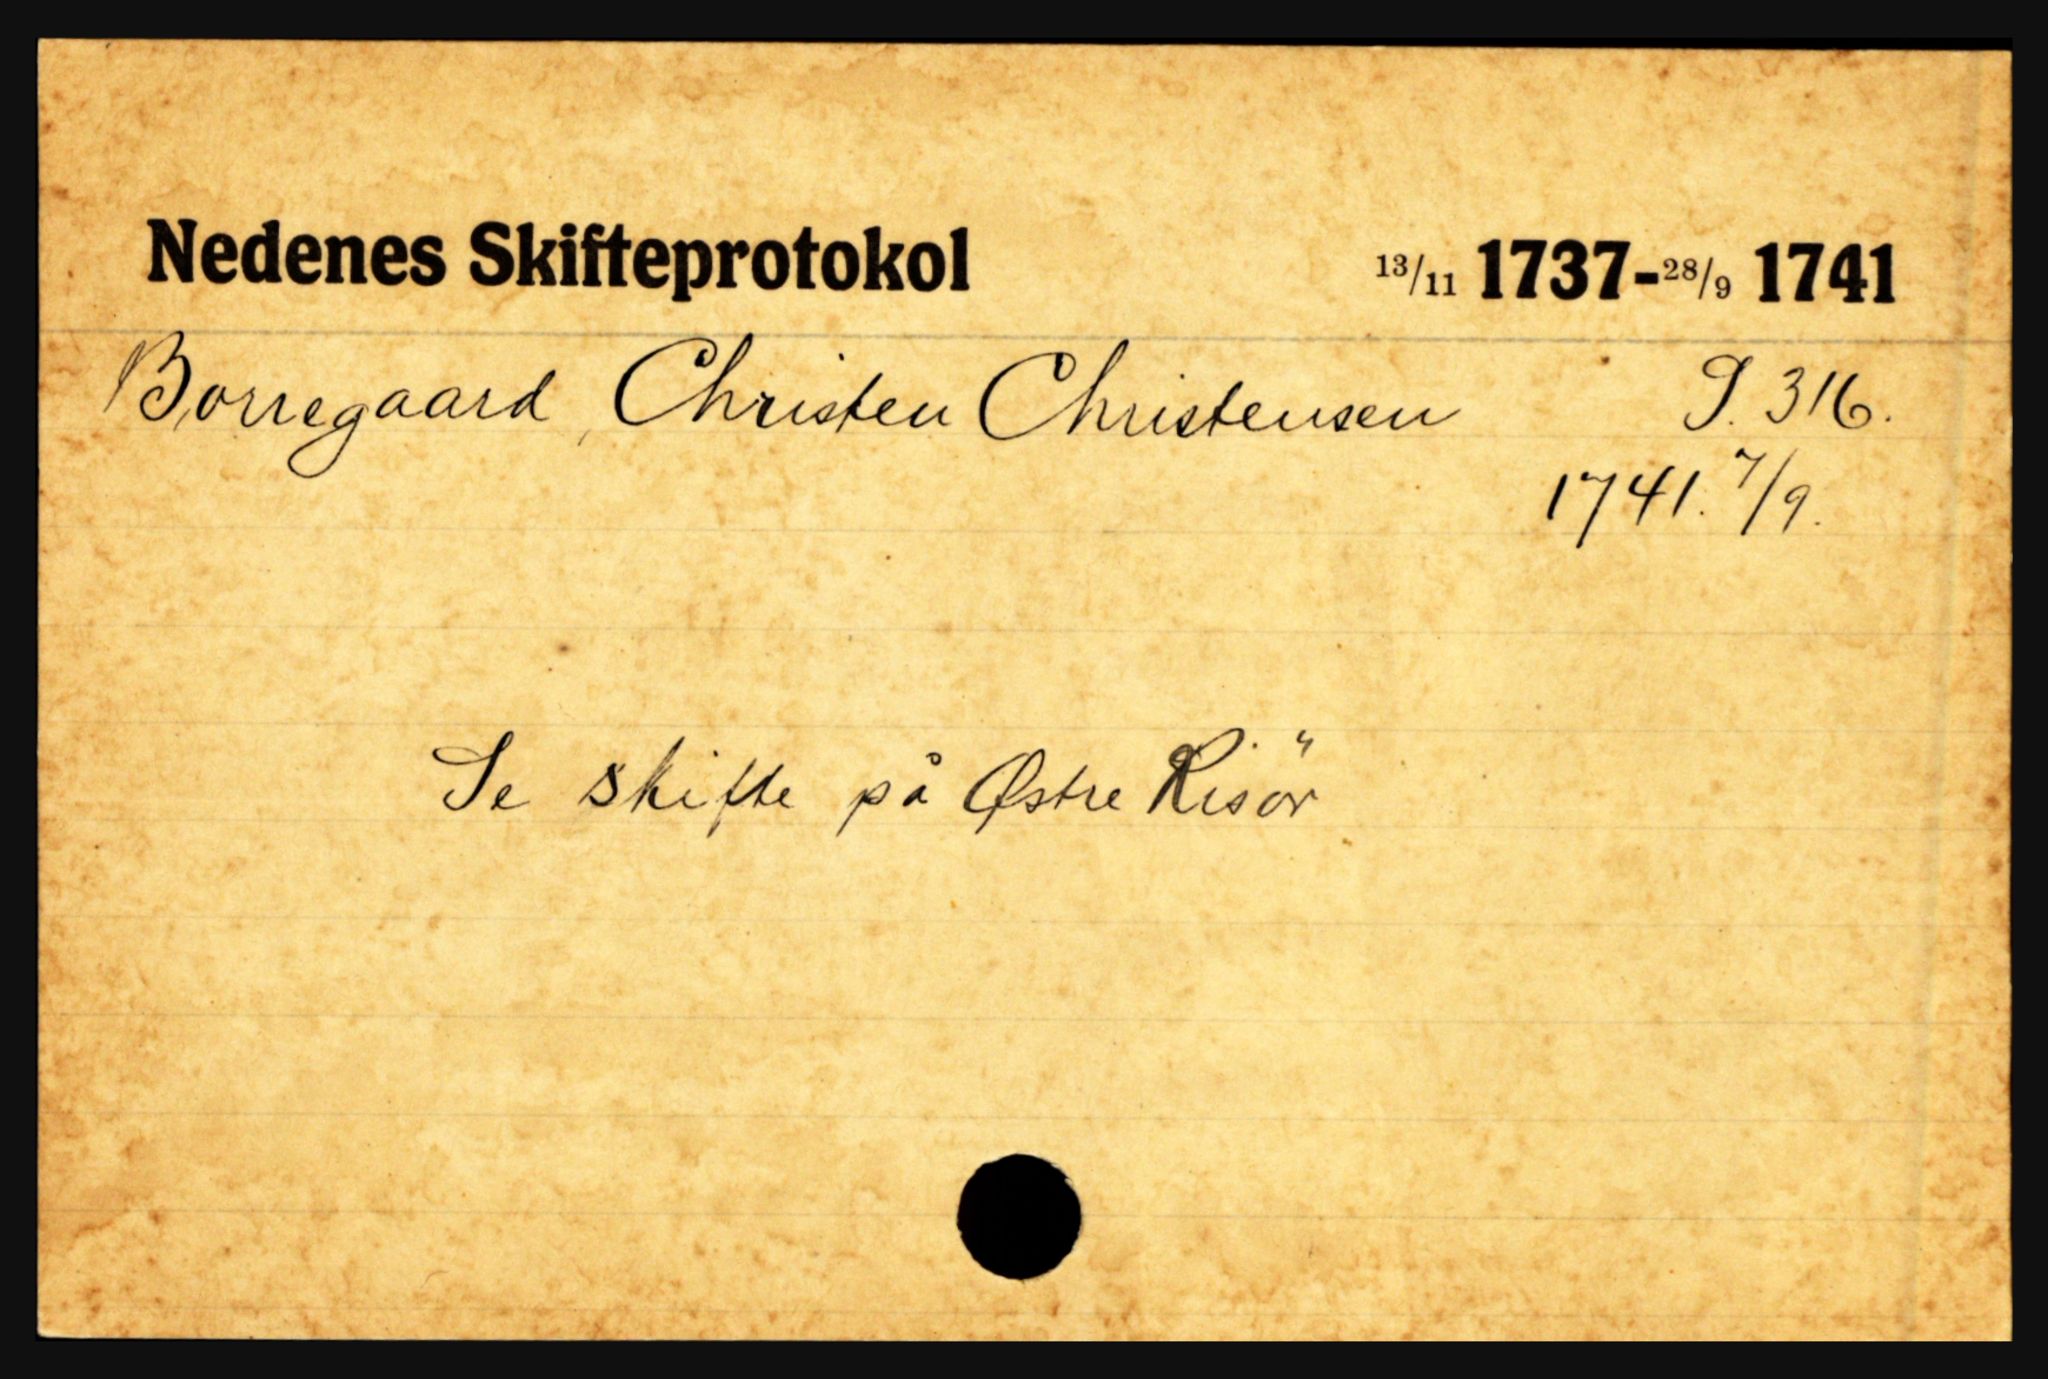 Nedenes Skifteprotokol 13/11 1737-28/9 1741
Borregaard, Christen Christensen S. 316.
1741. 7/9.
Se skifte på Østre Risör